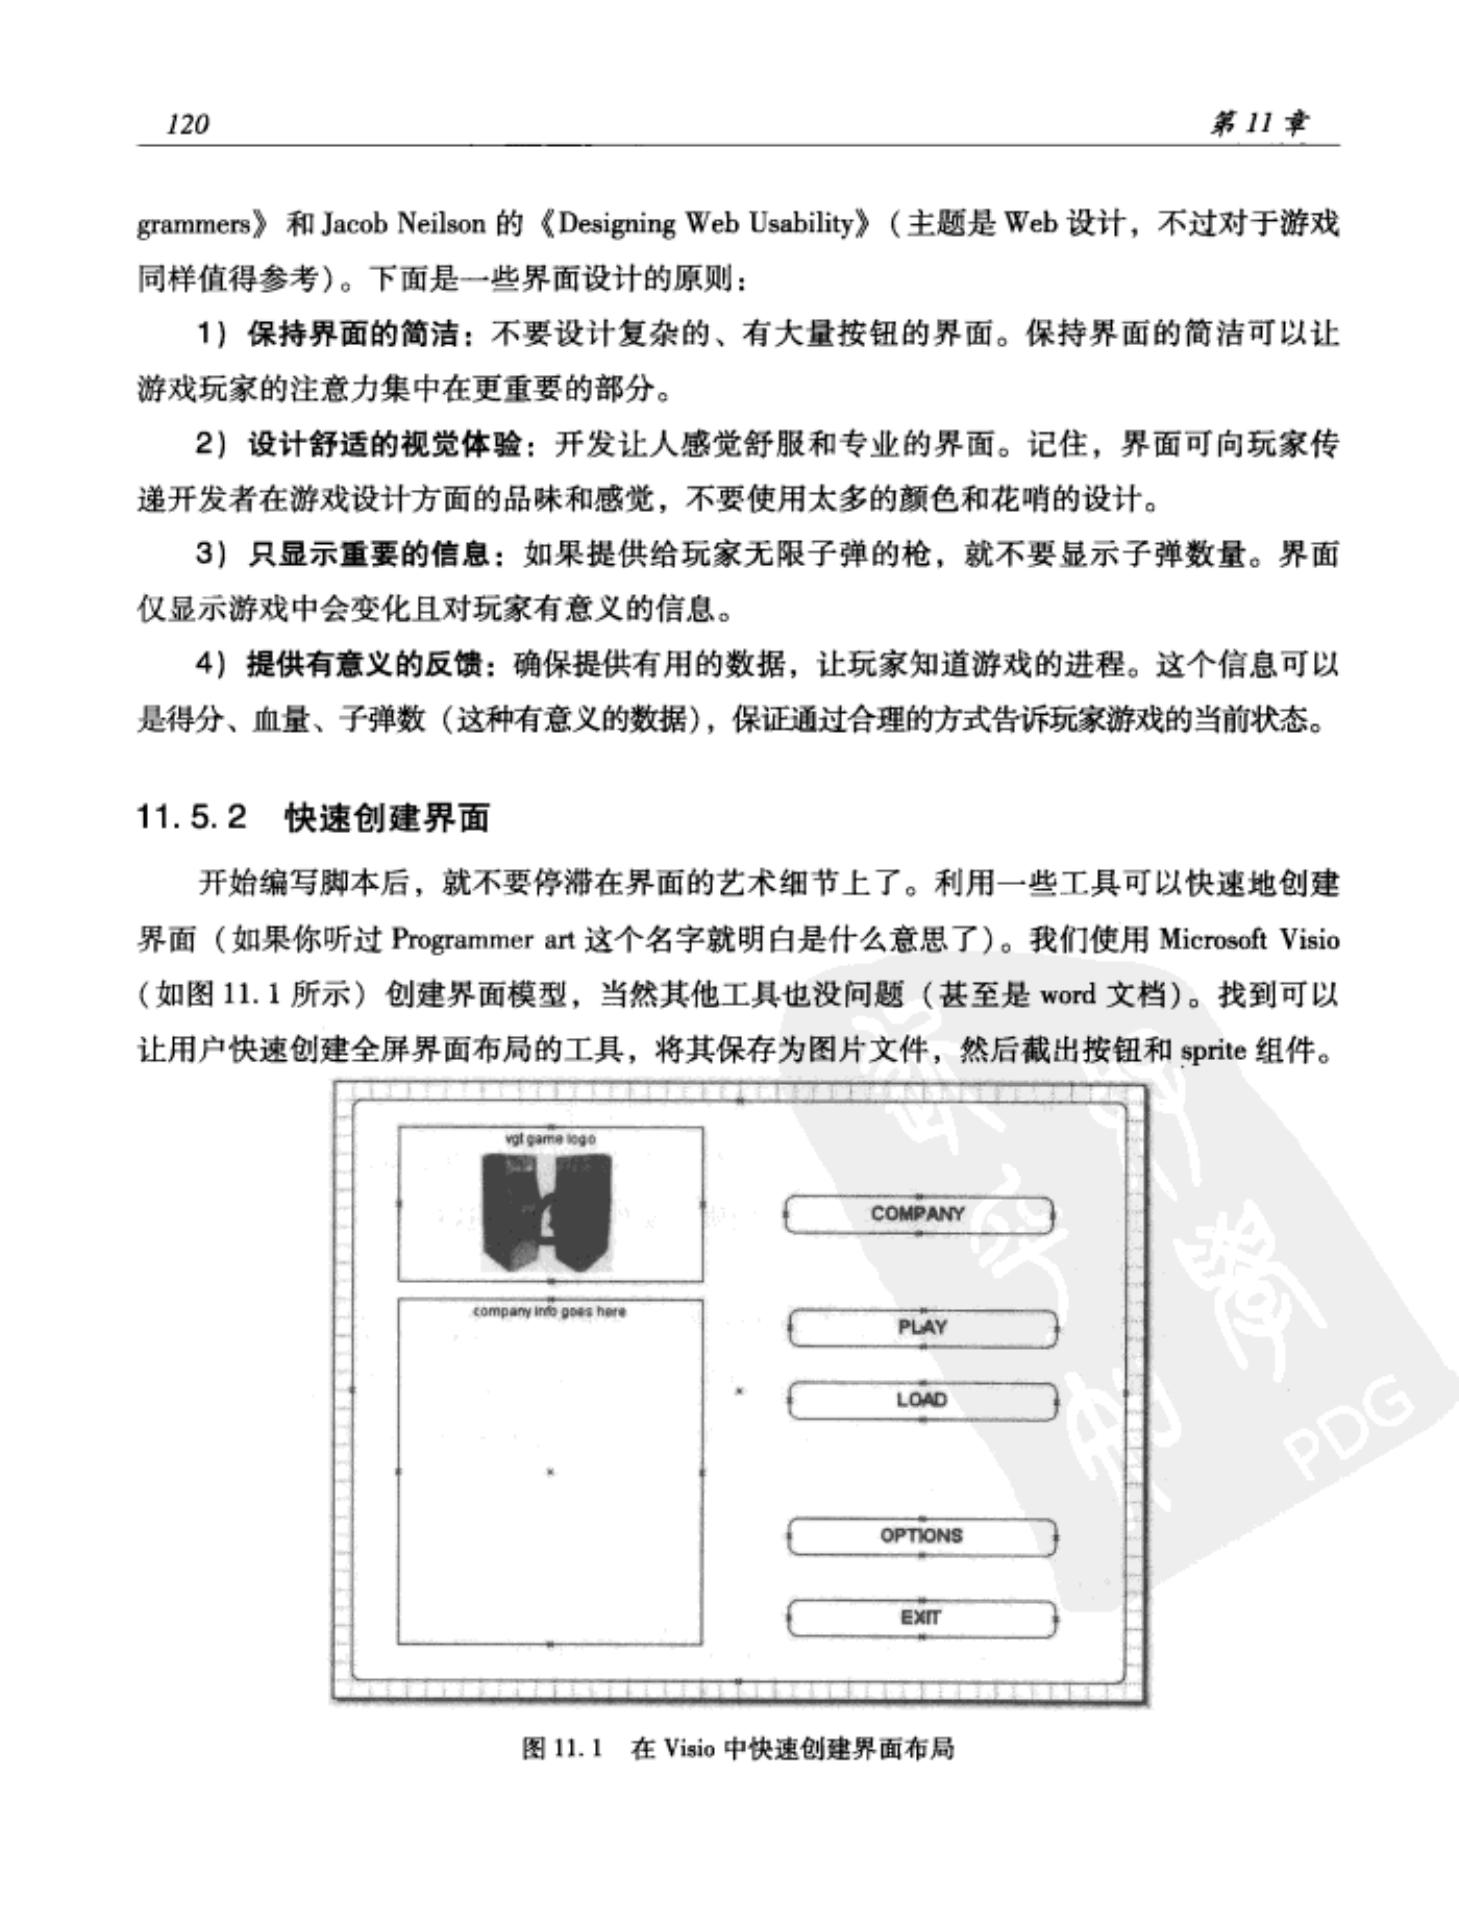 120
第 11 章
grammers》 和 Jacob Neilson 的《Designing Web Usability》(主题是 Web 设计，不过对于游戏
同样值得参考)。下面是一些界面设计的原则：
1) 保持界面的简洁：不要设计复杂的、有大量按钮的界面。保持界面的简洁可以让
游戏玩家的注意力集中在更重要的部分。
2) 设计舒适的视觉体验：开发让人感觉舒服和专业的界面。记住，界面可向玩家传
递开发者在游戏设计方面的品味和感觉，不要使用太多的颜色和花哨的设计。
3) 只显示重要的信息：如果提供给玩家无限子弹的枪，就不要显示子弹数量。界面
仅显示游戏中会变化且对玩家有意义的信息。
4) 提供有意义的反馈：确保提供有用的数据，让玩家知道游戏的进程。这个信息可以
是得分、血量、子弹数（这种有意义的数据)，保证通过合理的方式告诉玩家游戏的当前状态。
11.5.2 快速创建界面
开始编写脚本后，就不要停滞在界面的艺术细节上了。利用一些工具可以快速地创建
界面（如果你听过 Programmer art 这个名字就明白是什么意思了)。我们使用 Microsoft Visio
(如图 11.1 所示）创建界面模型，当然其他工具也没问题（甚至是 word 文档)。找到可以
让用户快速创建全屏界面布局的工具，将其保存为图片文件，然后截出按钮和 sprite 组件。
vgt game logo
COMPANY
company info goes here
PLAY
LOAD
OPTIONS
EXIT
PDG
图 11.1 在 Visio 中快速创建界面布局